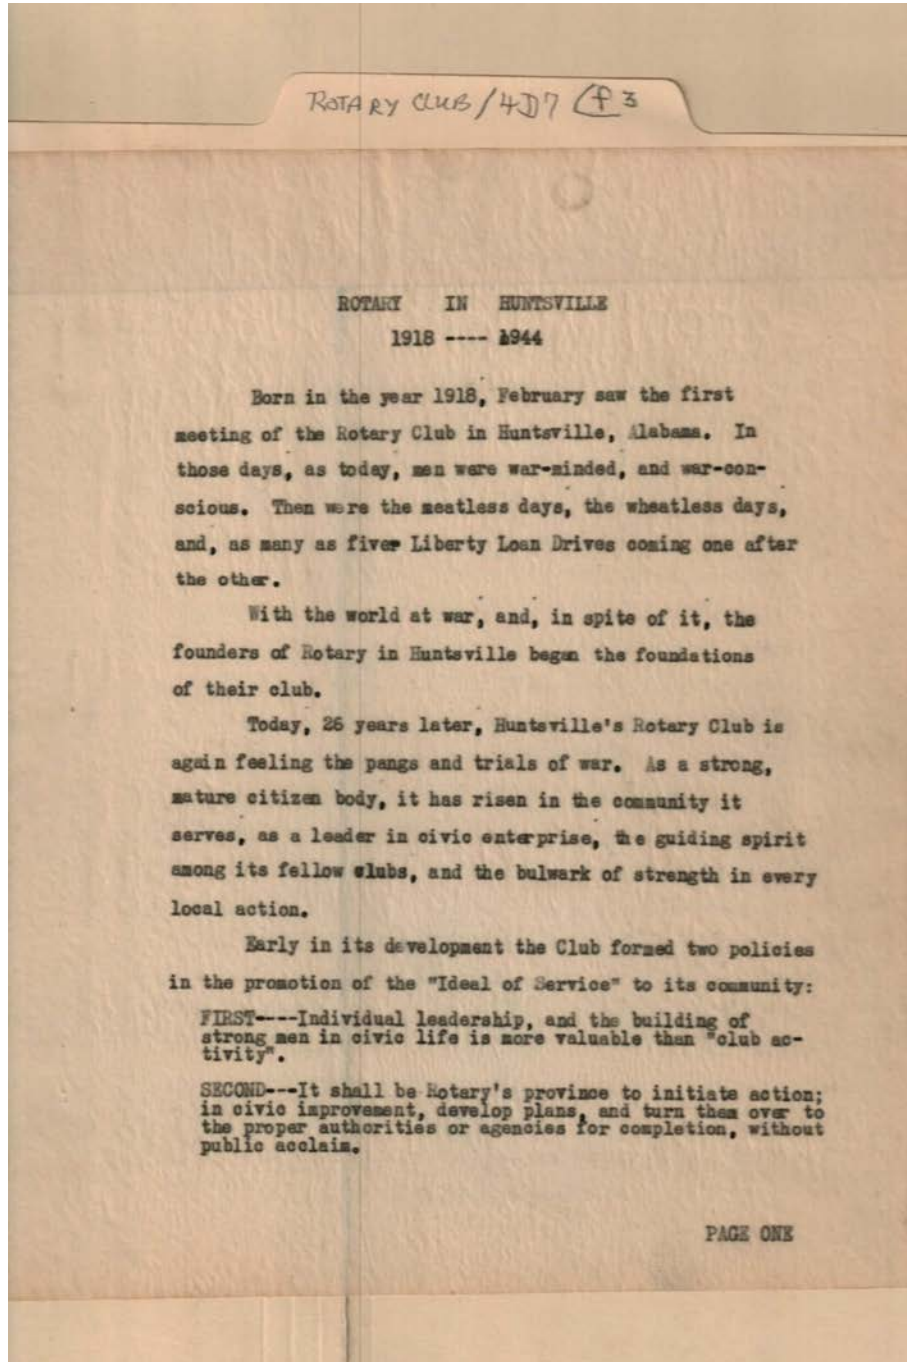 ROTARY CLUB/4D7 f3
ROTARY IN HUNTSVILLE
1918 ---- 1944
Born in the year 1918, February saw the first
meeting of the Rotary Club in Huntsville, Alabama. In
those days, as today, men were war-minded, and war-con-
scious. Then were the meatless days, the wheatless days,
and, as many as five Liberty Loan Drives coming one after
the other.
With the world at war, and, in spite of it, the
founders of Rotary in Huntsville began the foundations
of their club.
Today, 26 years later, Huntsville's Rotary Club is
again feeling the pangs and trials of war. As a strong,
mature citizen body, it has risen in the community it
serves, as a leader in civic enterprise, the guiding spirit
among its fellow clubs, and the bulwark of strength in every
local action.
Early in its development the Club formed two policies
in the promotion of the "Ideal of Service" to its community:
FIRST----Individual leadership, and the building of
strong men in civic life is more valuable than "club ac-
tivity".
SECOND---It shall be Rotary's province to initiate action;
in civic improvement, develop plans, and turn them over to
the proper authorities or agencies for completion, without
public acclaim.
PAGE ONE